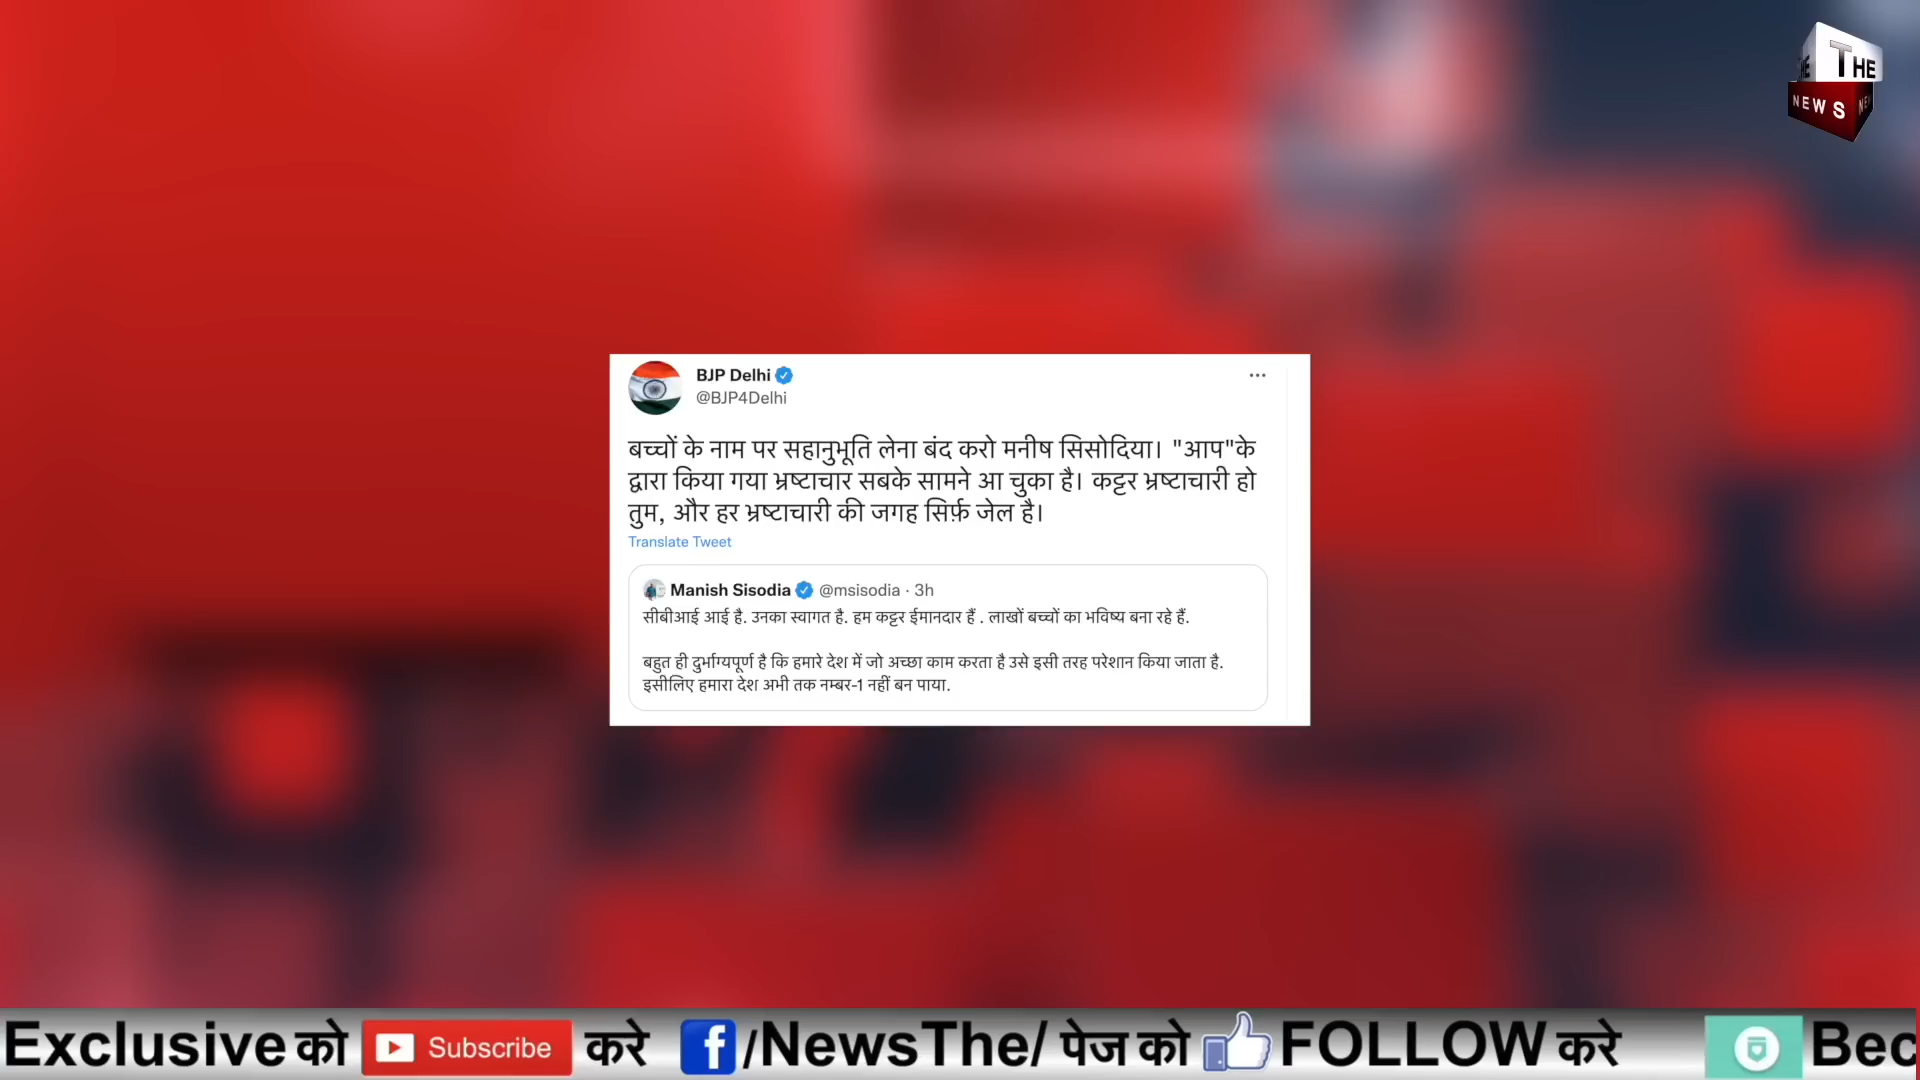 THE
NEWS
BJP Delhi
@BJP4Delhi
बच्चों के नाम पर सहानुभूति लेना बंद करो मनीष सिसोदिया। "आप"के
द्वारा किया गया भ्रष्टाचार सबके सामने आ चुका है। कट्टर भ्रष्टाचारी हो
तुम, और हर भ्रष्टाचारी की जगह सिर्फ़ जेल है।
Translate Tweet
Manish Sisodia @msisodia · 3h
सीबीआई आई है. उनका स्वागत है. हम कट्टर ईमानदार हैं . लाखों बच्चों का भविष्य बना रहे हैं.
बहुत ही दुर्भाग्यपूर्ण है कि हमारे देश में जो अच्छा काम करता है उसे इसी तरह परेशान किया जाता है.
इसीलिए हमारा देश अभी तक नम्बर-1 नहीं बन पाया.
Exclusive को Subscribe करे f/NewsThe/ पेज को FOLLOW करे Bec